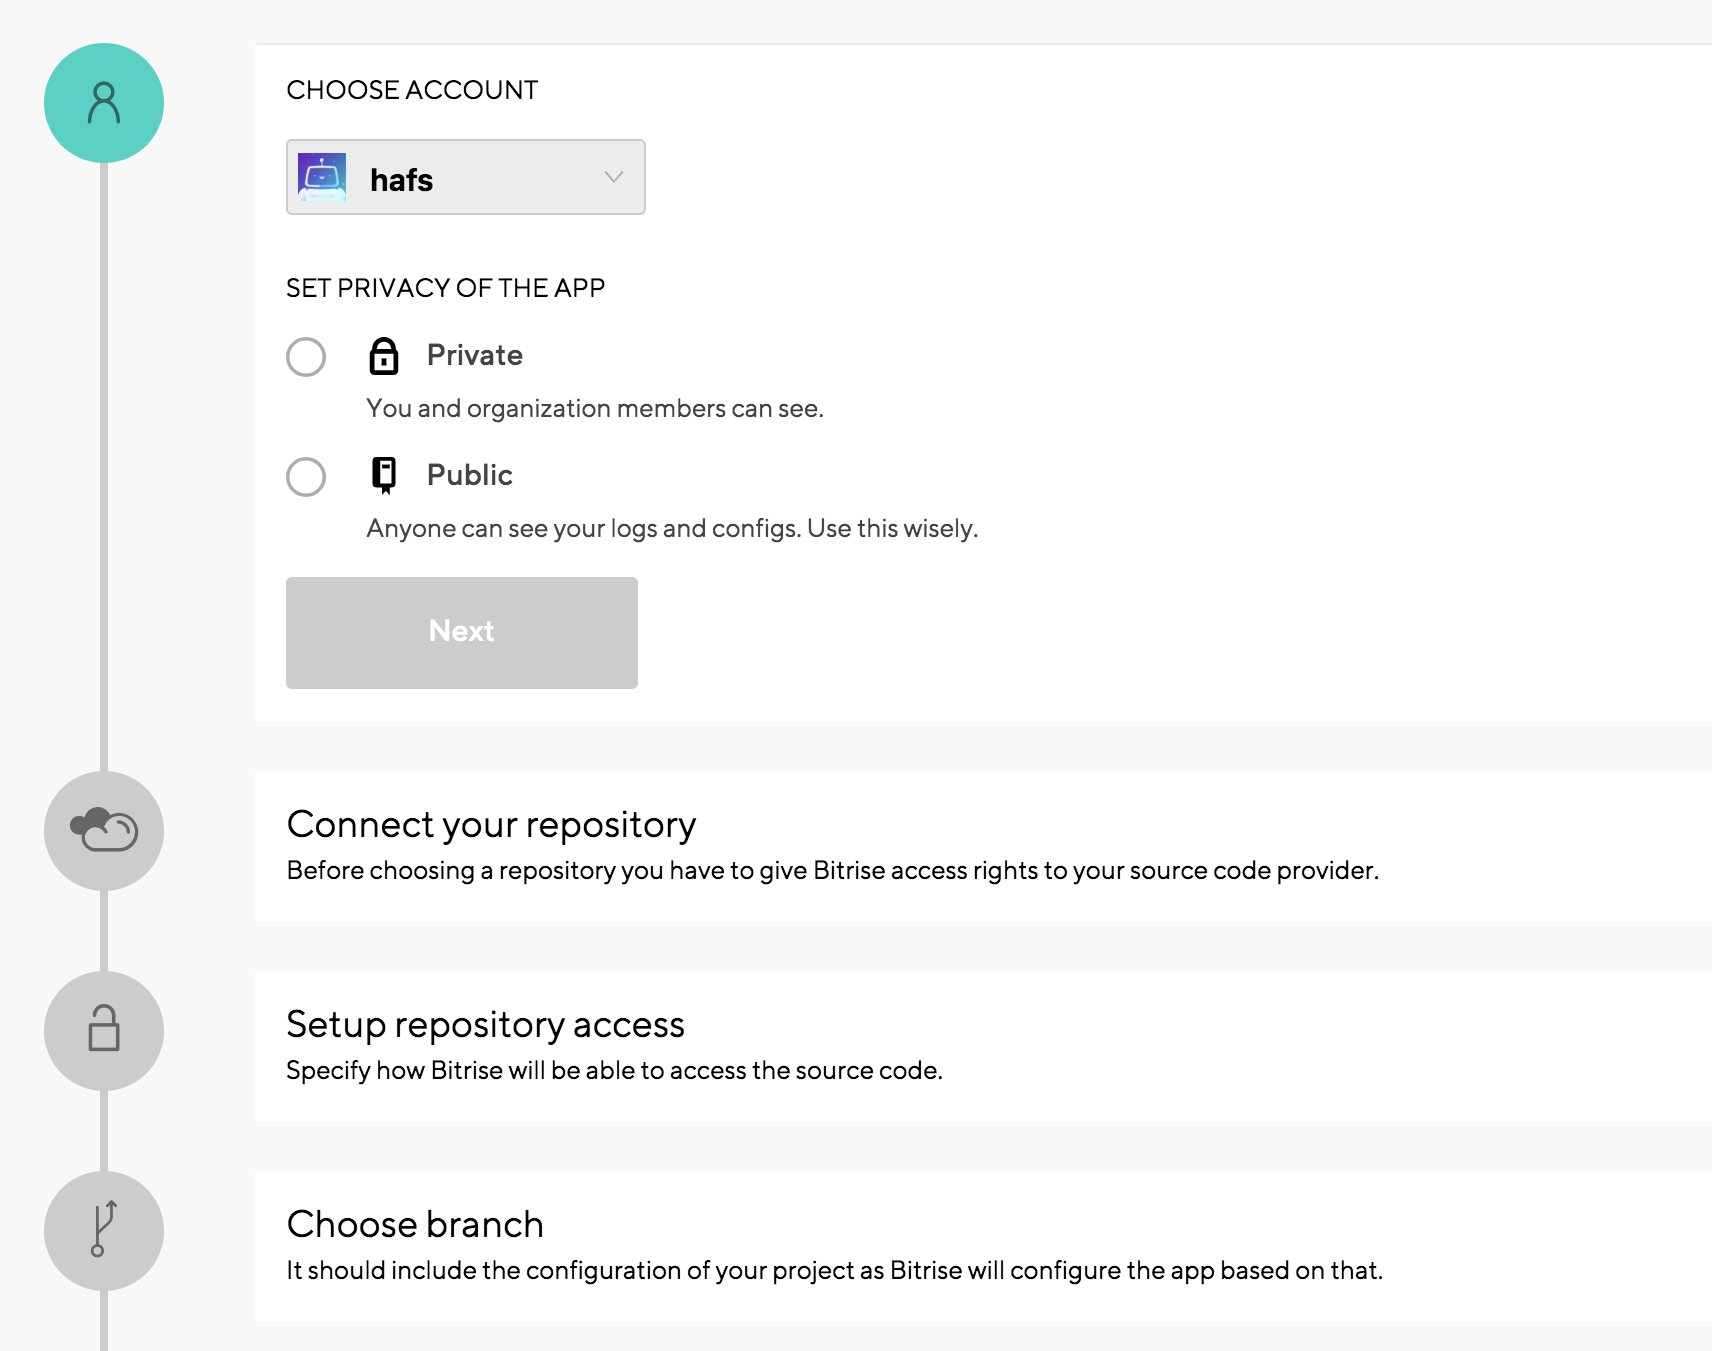 CHOOSE ACCOUNT
hafs
SET PRIVACY OF THE APP
Private
You and organization members can see.
Public
Anyone can see your logs and configs. Use this wisely.
Next
Connect your repository
Before choosing a repository you have to give Bitrise access rights to your source code provider.
Setup repository access
Specify how Bitrise will be able to access the source code.
Choose branch
It should include the configuration of your project as Bitrise will configure the app based on that.